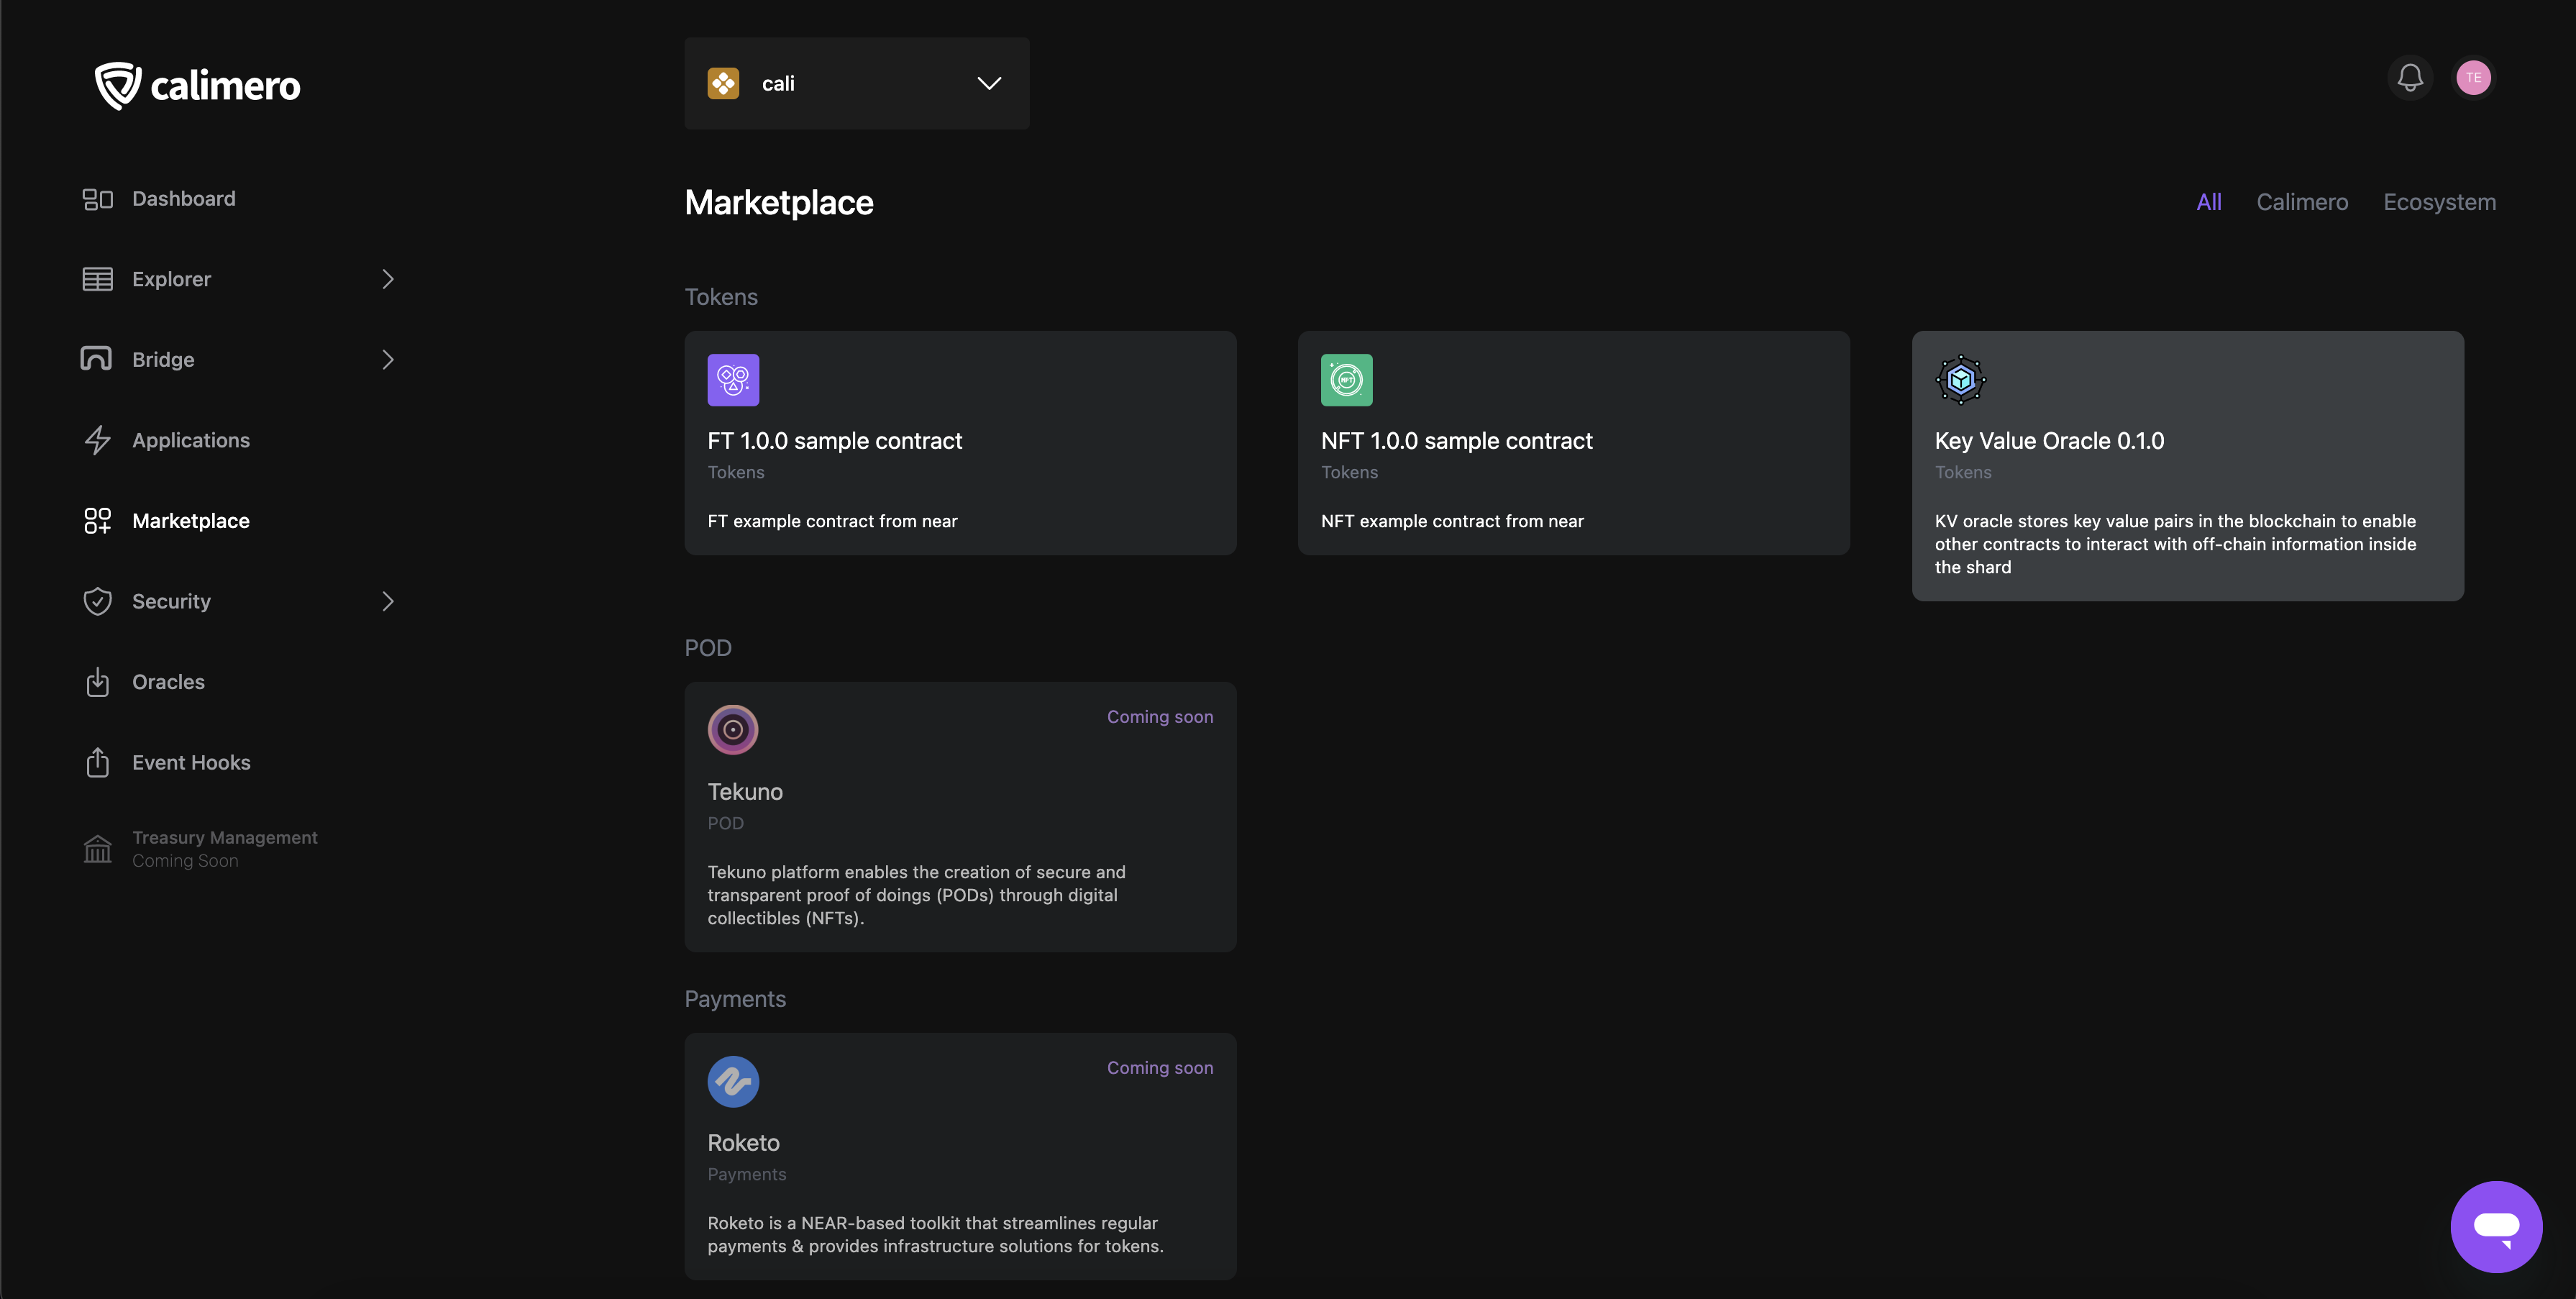 calimero
cali
TE
Dashboard
Explorer
Bridge
Applications
Marketplace
Security
Oracles
Event Hooks
Treasury Management
Coming Soon
Marketplace
All Calimero Ecosystem
Tokens
FT 1.0.0 sample contract
Tokens
FT example contract from near
NFT
NFT 1.0.0 sample contract
Tokens
NFT example contract from near
Key Value Oracle 0.1.0
Tokens
KV oracle stores key value pairs in the blockchain to enable
other contracts to interact with off-chain information inside
the shard
POD
Coming soon
Tekuno
POD
Tekuno platform enables the creation of secure and
transparent proof of doings (PODs) through digital
collectibles (NFTs).
Payments
Coming soon
Roketo
Payments
Roketo is a NEAR-based toolkit that streamlines regular
payments & provides infrastructure solutions for tokens.